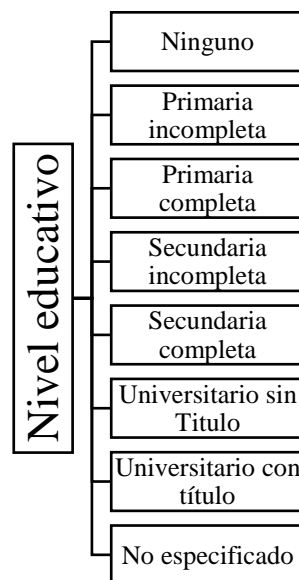 Nivel educativo
Ninguno
Primaria
incompleta
Primaria
completa
Secundaria
incompleta
Secundaria
completa
Universitario sin
Titulo
Universitario con
título
No especificado